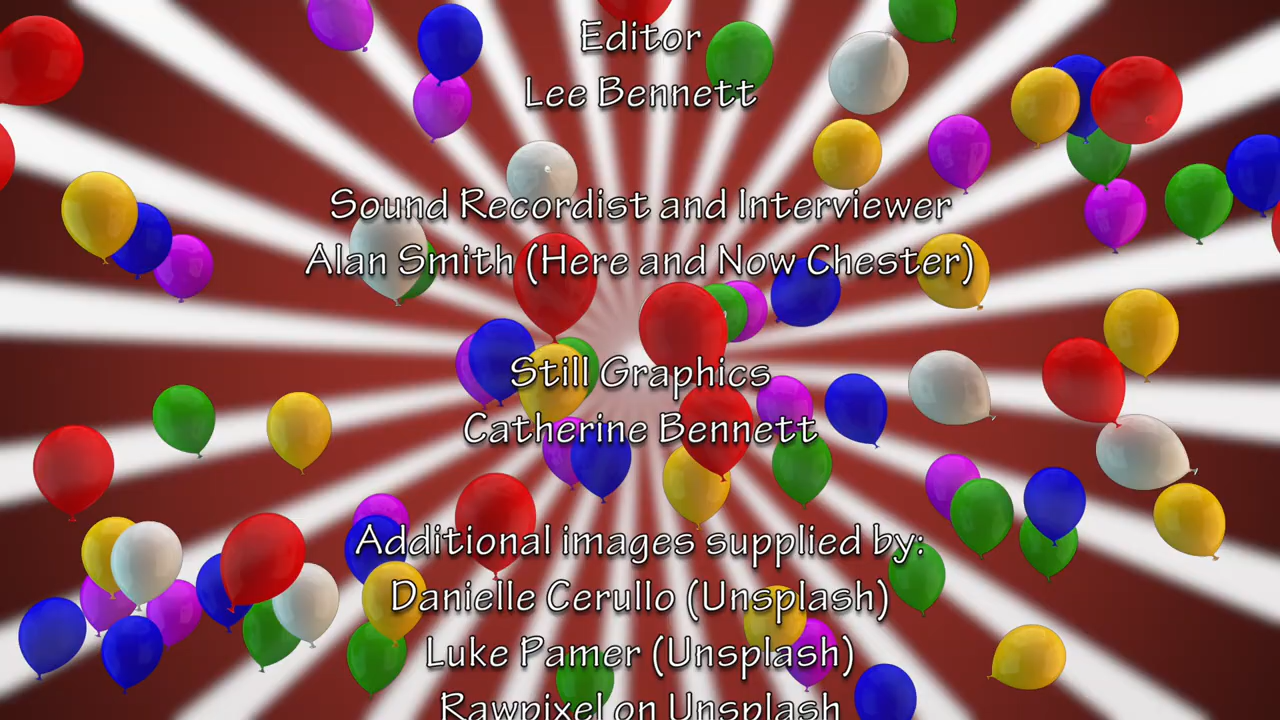 Editor
Lee Bennett
Sound Recordist and Interviewer
Alan Smith (Here and Now Chester)
Still Graphics
Catherine Bennett
Additional images supplied by:
Danielle Cerullo (Unsplash)
Luke Pamer (Unsplash)
Rawpixel on Unsplash